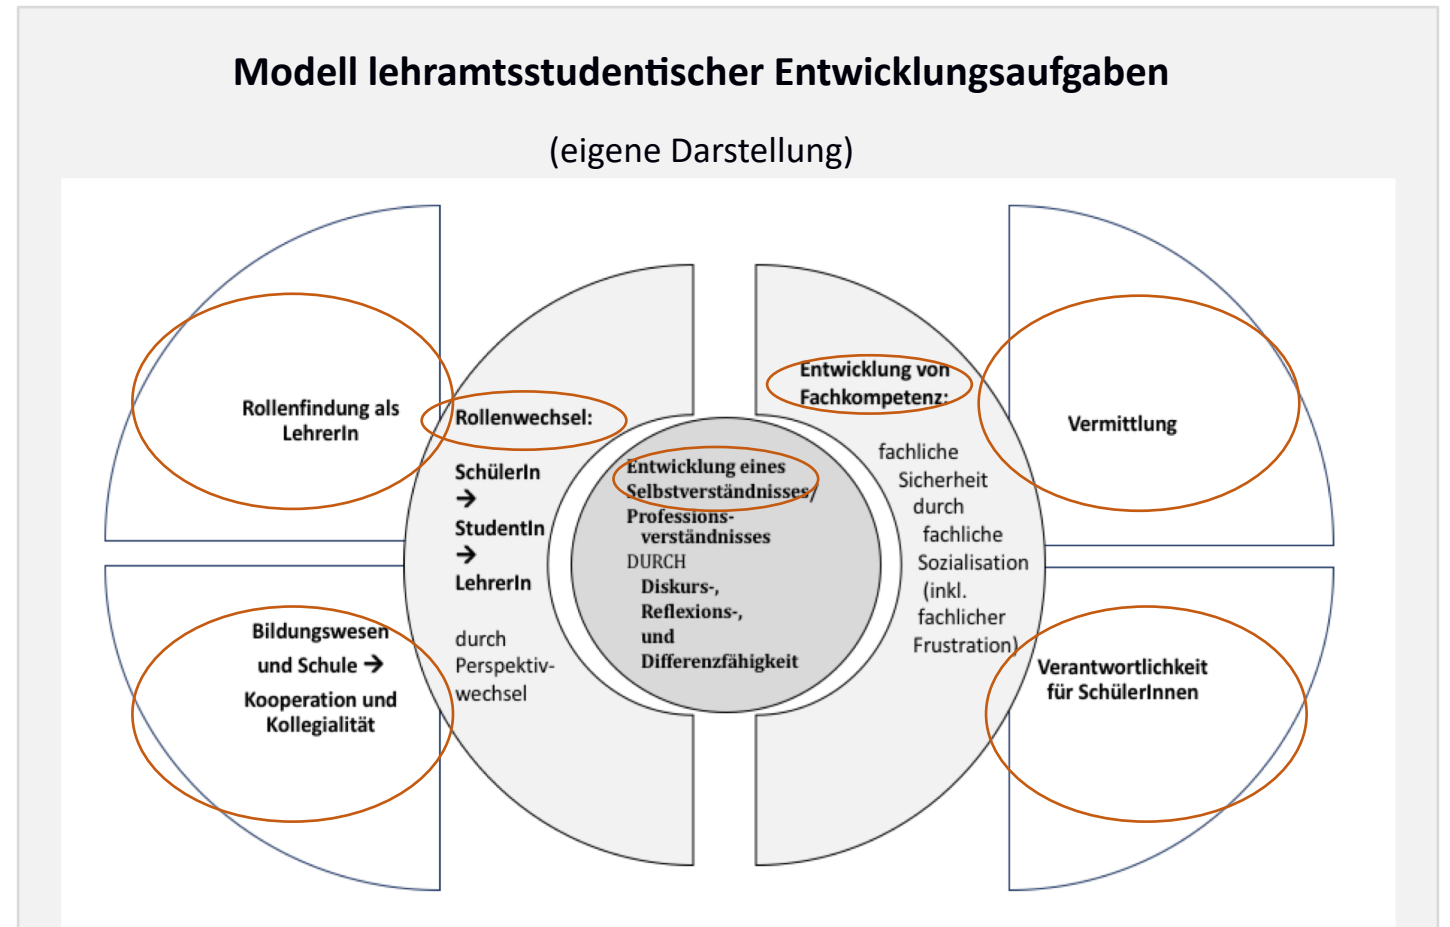 Modell lehramtsstudentischer Entwicklungsaufgaben
(eigene Darstellung)
Rollenfindung als
LehrerIn
Bildungswesen
und Schule →
Kooperation und
Kollegialität
Rollenwechsel:
SchülerIn
→
StudentIn
→
LehrerIn
durch
Perspektiv-
wechsel
Entwicklung eines
Selbstverständnisses/
Professions-
verständnisses
DURCH
Diskurs-,
Reflexions-,
und
Differenzfähigkeit
Entwicklung von
Fachkompetenz:
fachliche
Sicherheit
durch
fachliche
Sozialisation
(inkl.
fachlicher
Frustration)
Vermittlung
Verantwortlichkeit
für SchülerInnen